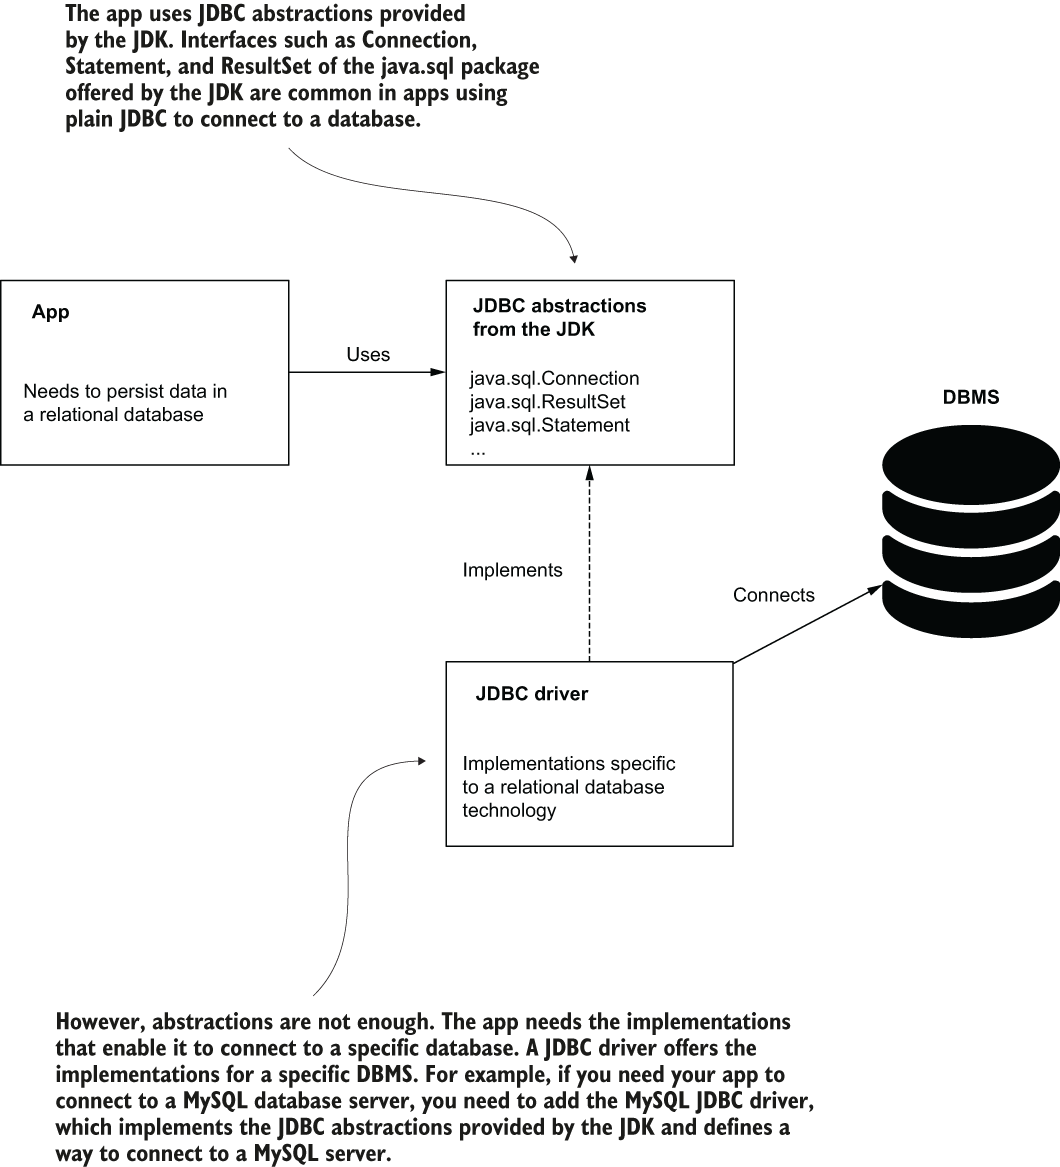 The app uses JDBC abstractions provided
by the JDK. Interfaces such as Connection,
Statement, and ResultSet of the java.sql package
offered by the JDK are common in apps using
plain JDBC to connect to a database.
App
Needs to persist data in
a relational database
Uses
JDBC abstractions
from the JDK
java.sql.Connection
java.sql.ResultSet
java.sql.Statement
...
DBMS
Implements
Connects
JDBC driver
Implementations specific
to a relational database
technology
However, abstractions are not enough. The app needs the implementations
that enable it to connect to a specific database. A JDBC driver offers the
implementations for a specific DBMS. For example, if you need your app to
connect to a MySQL database server, you need to add the MySQL JDBC driver,
which implements the JDBC abstractions provided by the JDK and defines a
way to connect to a MySQL server.